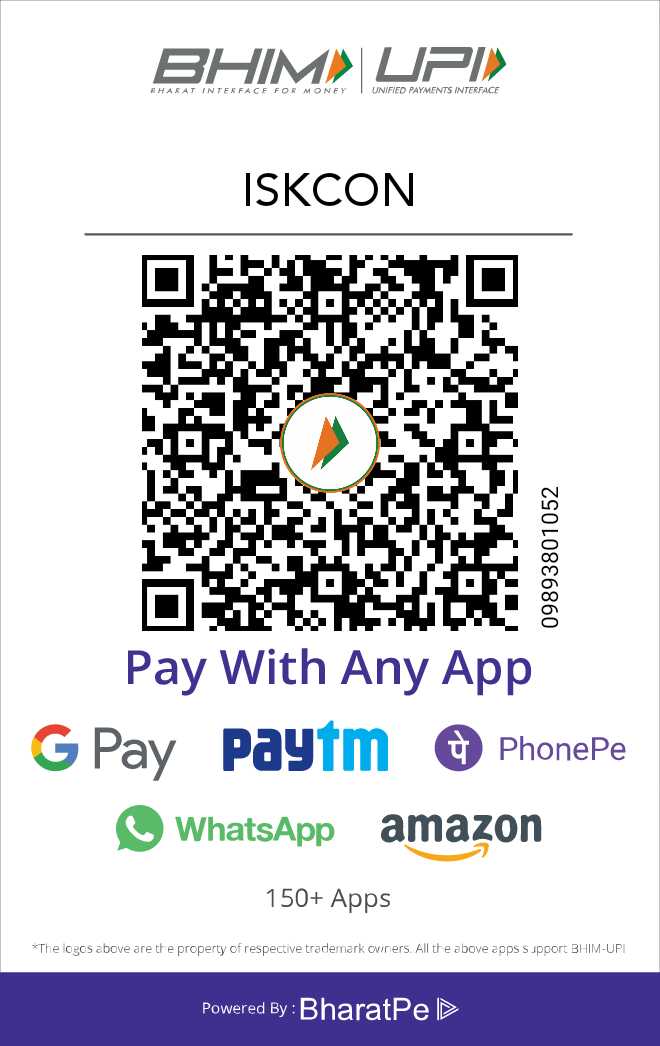 BHIM UPI
BHARAT INTERFACE FOR MONEY UNIFIED PAYMENTS INTERFACE
ISKCON
09893801052
Pay With Any App
G Pay paytm पे PhonePe
WhatsApp amazon
150+ Apps
*The logos above are the property of respective trademark owners. All the above apps support BHIM-UPI
Powered By : BharatPe